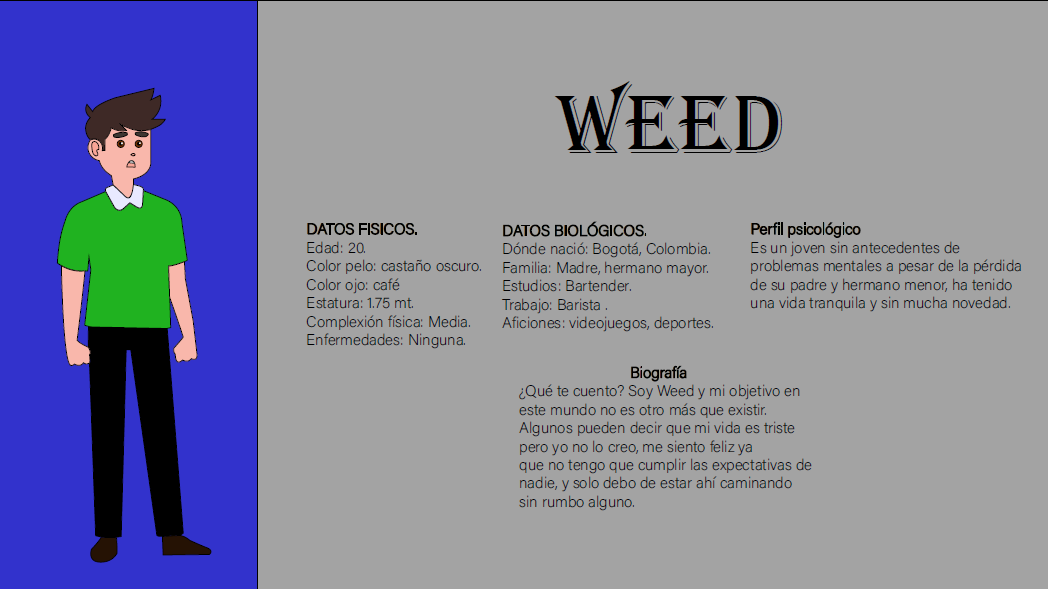 WEED
DATOS FISICOS.
Edad: 20.
Color pelo: castaño oscuro.
Color ojo: café
Estatura: 1.75 mt.
Complexión física: Media.
Enfermedades: Ninguna.
DATOS BIOLÓGICOS.
Dónde nació: Bogotá, Colombia.
Familia: Madre, hermano mayor.
Estudios: Bartender.
Trabajo: Barista .
Aficiones: videojuegos, deportes.
Perfil psicológico
Es un joven sin antecedentes de
problemas mentales a pesar de la pérdida
de su padre y hermano menor, ha tenido
una vida tranquila y sin mucha novedad.
Biografía
¿Qué te cuento? Soy Weed y mi objetivo en
este mundo no es otro más que existir.
Algunos pueden decir que mi vida es triste
pero yo no lo creo, me siento feliz ya
que no tengo que cumplir las expectativas de
nadie, y solo debo de estar ahí caminando
sin rumbo alguno.